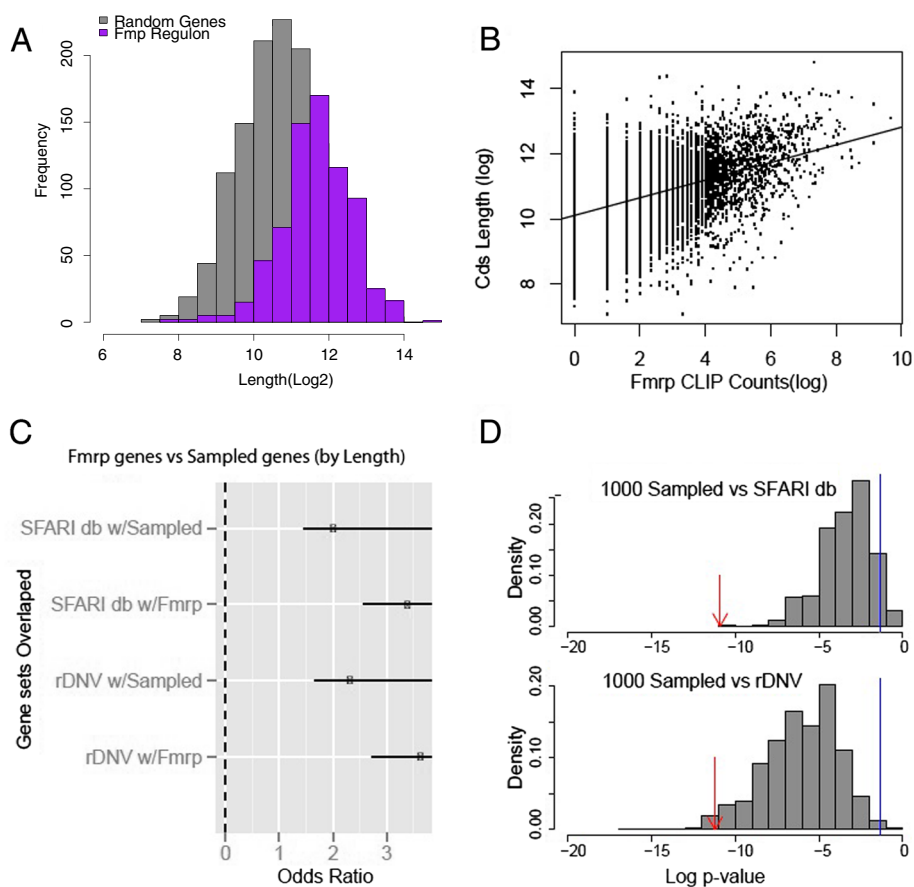 A
Random Genes
Fmp Regulon
Frequency
0
50
100
150
200
6
8
10
12
14
Length(Log2)
B
Cds Length (log)
8
10
12
14
0
2
4
6
8
10
Fmrp CLIP Counts(log)
C
Fmrp genes vs Sampled genes (by Length)
Gene sets Overlaped
SFARI db w/Sampled
SFARI db w/Fmrp
rDNV w/Sampled
rDNV w/Fmrp
0
1
2
3
Odds Ratio
D
1000 Sampled vs SFARI db
Density
0.00
0.10
0.20
−20
−15
−10
−5
0
1000 Sampled vs rDNV
Density
0.00
0.10
0.20
−20
−15
−10
−5
0
Log p-value